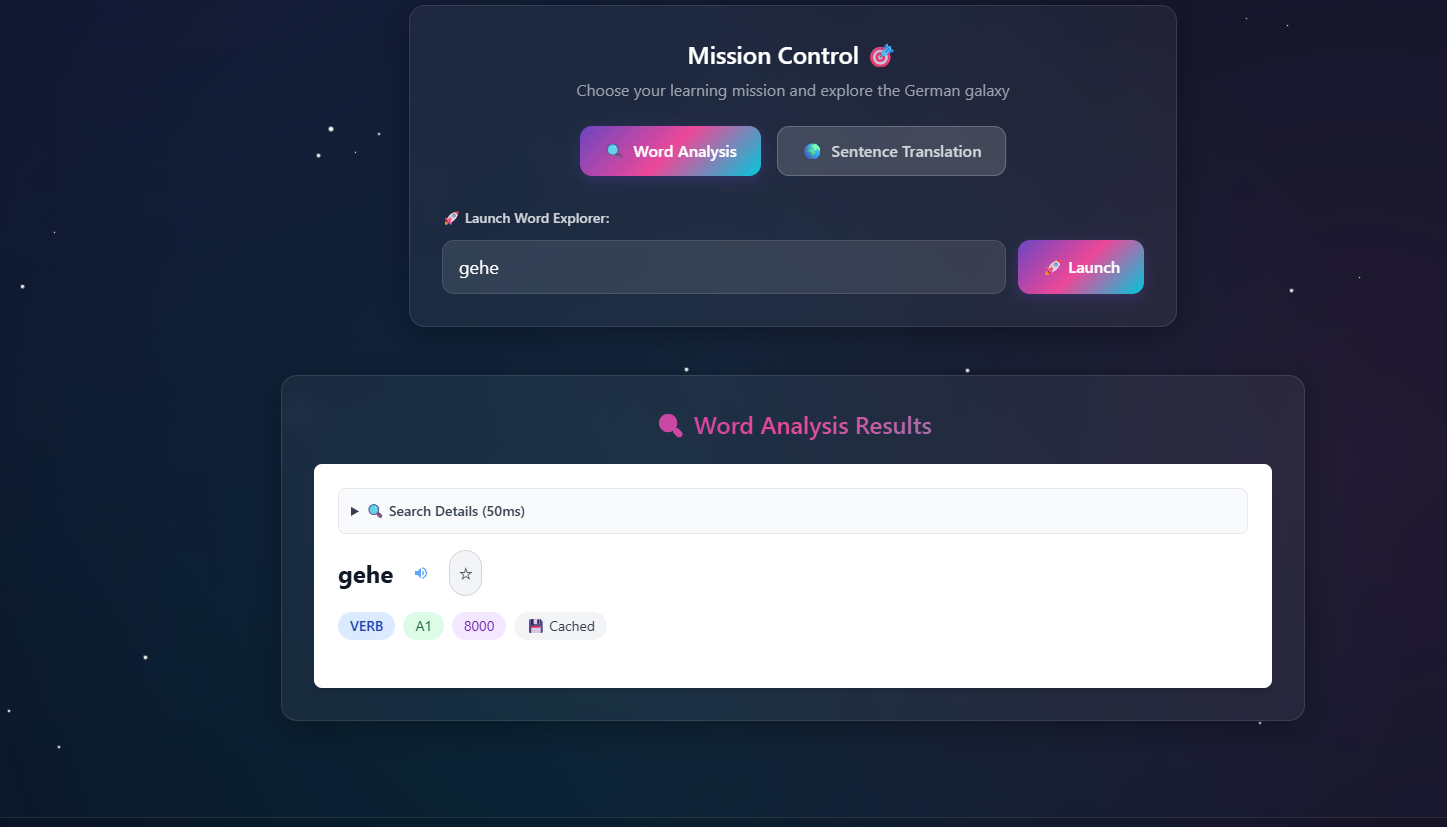 Mission Control 🎯
Choose your learning mission and explore the German galaxy
🔍 Word Analysis
🌍 Sentence Translation
🚀 Launch Word Explorer:
gehe
🚀 Launch
🔍 Word Analysis Results
▶ 🔍 Search Details (50ms)
gehe 🔊 ☆
VERB A1 8000 💾 Cached